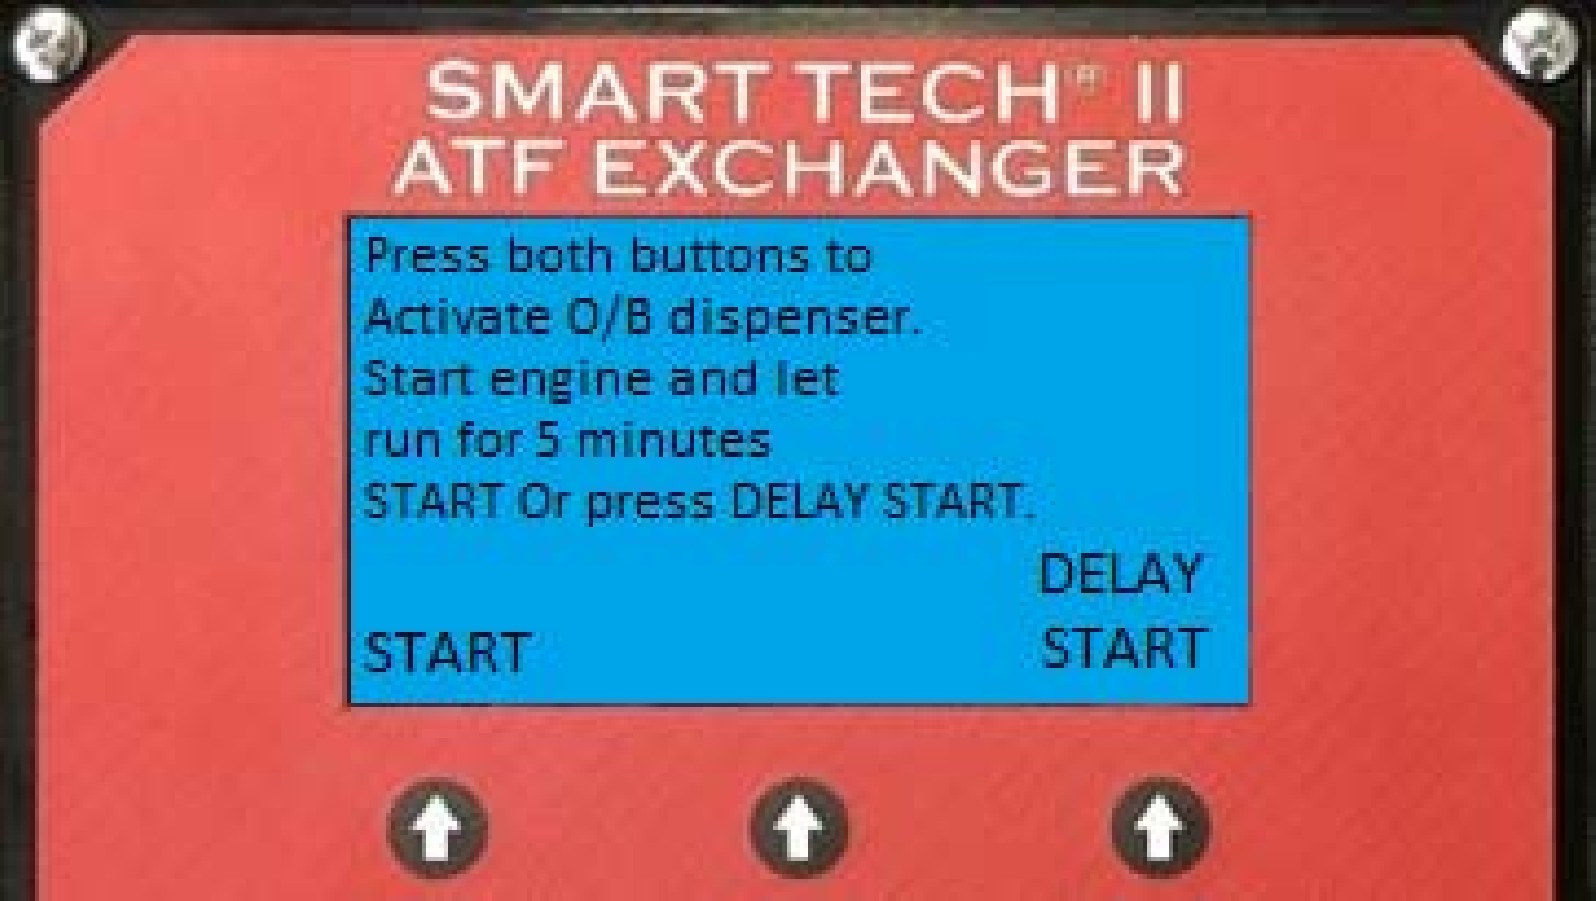 SMART TECH® II
ATF EXCHANGER
Press both buttons to
Activate O/B dispenser.
Start engine and let
run for 5 minutes
START Or press DELAY START.
DELAY
START START